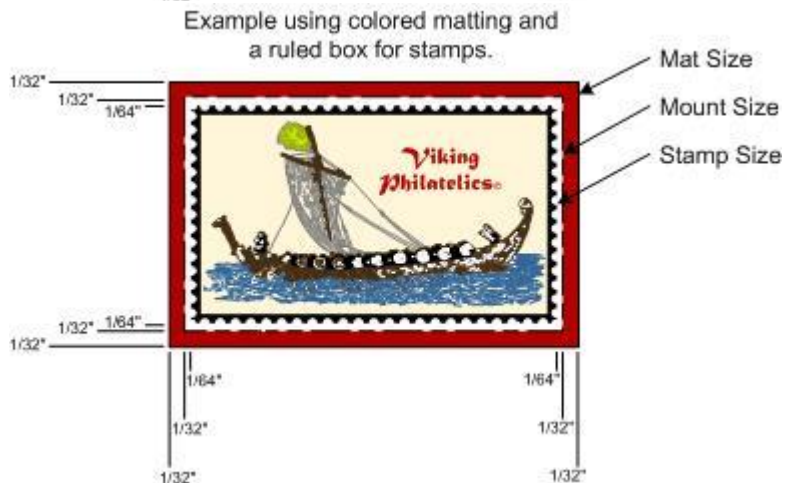 Example using colored matting and
a ruled box for stamps.
Mat Size
1/32"
1/32"
1/64"
Mount Size
Stamp Size
Viking
Philatelics©
1/64"
1/32"
1/32"
1/64"
1/64"
1/32"
1/32"
1/32"
1/32"